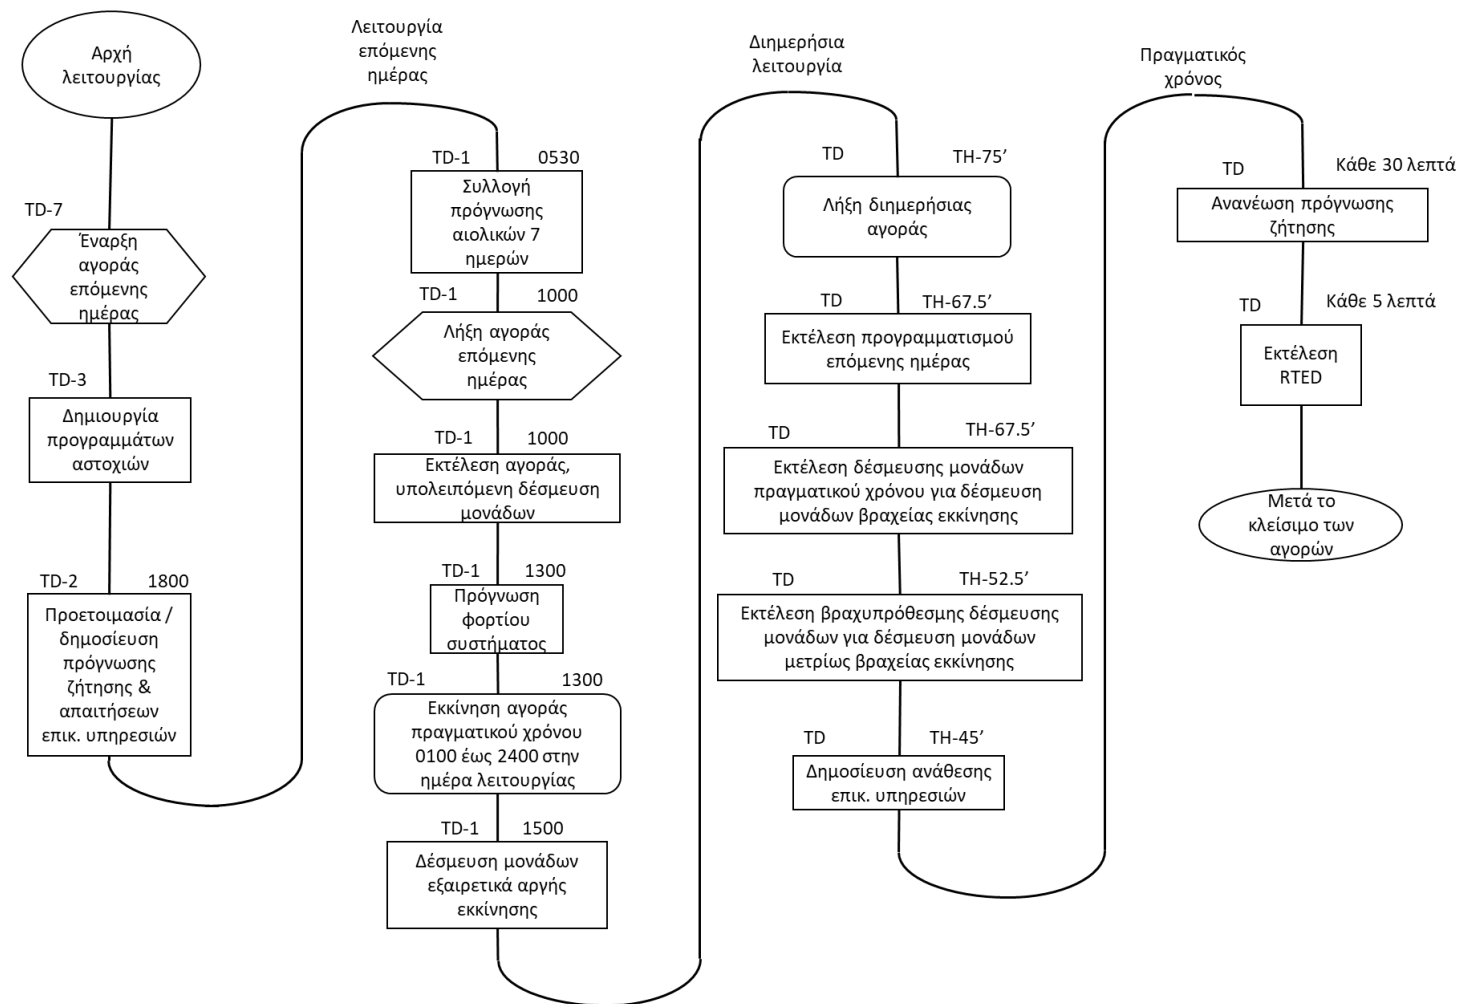 Αρχή
λειτουργίας
TD-7
Έναρξη
αγοράς
επόμενης
ημέρας
TD-3
Δημιουργία
προγραμμάτων
αστοχιών
TD-2 1800
Προετοιμασία /
δημοσίευση
πρόγνωσης
ζήτησης &
απαιτήσεων
επικ. υπηρεσιών
Λειτουργία
επόμενης
ημέρας
TD-1 0530
Συλλογή
πρόγνωσης
αιολικών 7
ημερών
TD-1 1000
Λήξη αγοράς
επόμενης
ημέρας
TD-1 1000
Εκτέλεση αγοράς,
υπολειπόμενη δέσμευση
μονάδων
TD-1 1300
Πρόγνωση
φορτίου
συστήματος
TD-1 1300
Εκκίνηση αγοράς
πραγματικού χρόνου
0100 έως 2400 στην
ημέρα λειτουργίας
TD-1 1500
Δέσμευση μονάδων
εξαιρετικά αργής
εκκίνησης
Διημερήσια
λειτουργία
TD TH-75’
Λήξη διημερήσιας
αγοράς
TD TH-67.5’
Εκτέλεση προγραμματισμού
επόμενης ημέρας
TD TH-67.5’
Εκτέλεση δέσμευσης μονάδων
πραγματικού χρόνου για δέσμευση
μονάδων βραχείας εκκίνησης
TD TH-52.5’
Εκτέλεση βραχυπρόθεσμης δέσμευσης
μονάδων για δέσμευση μονάδων
μετρίως βραχείας εκκίνησης
TD TH-45’
Δημοσίευση ανάθεσης
επικ. υπηρεσιών
Πραγματικός
χρόνος
TD Κάθε 30 λεπτά
Ανανέωση πρόγνωσης
ζήτησης
TD Κάθε 5 λεπτά
Εκτέλεση
RTED
Μετά το
κλείσιμο των
αγορών